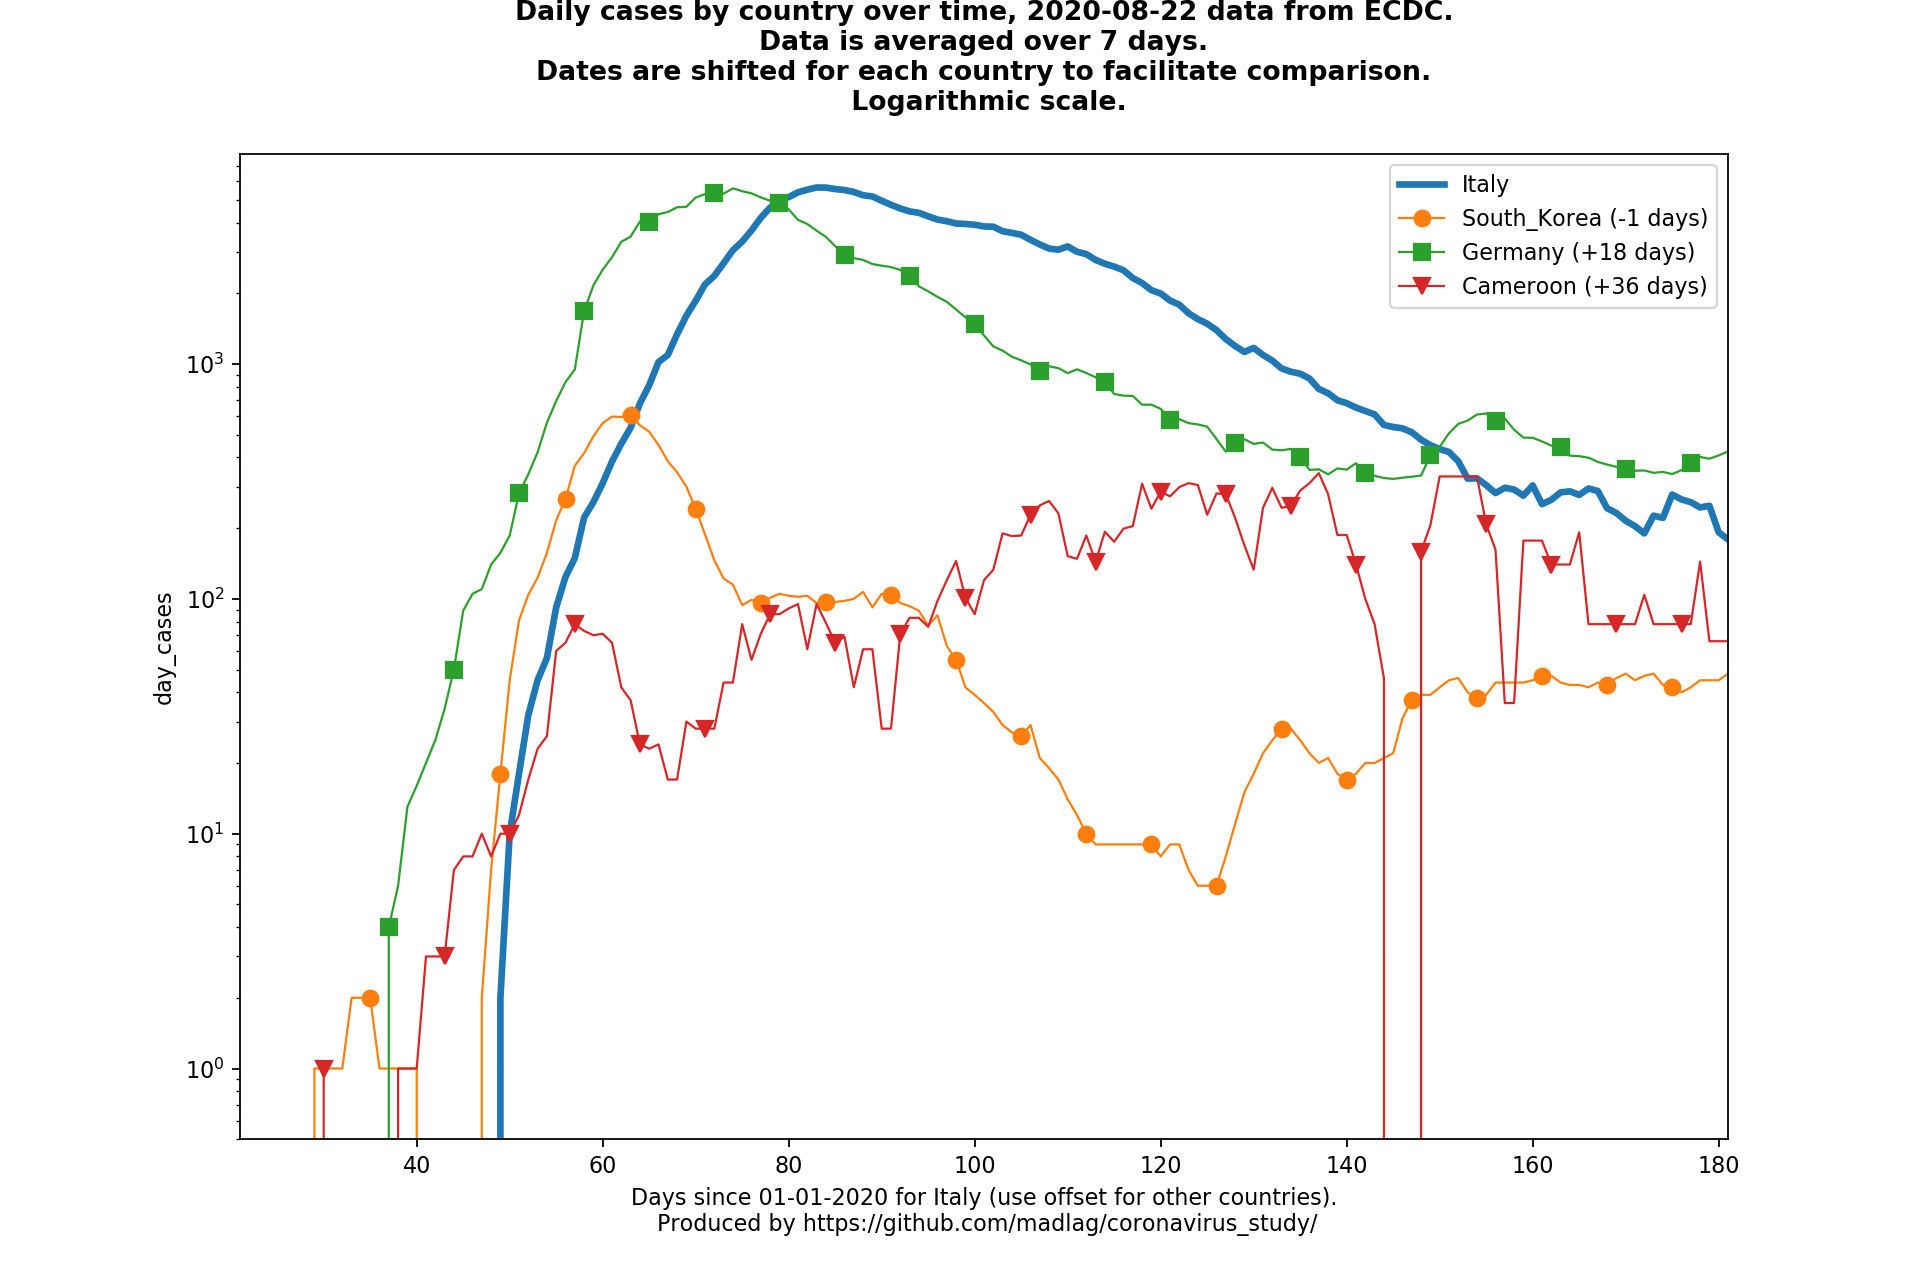 Daily cases by country over time, 2020-08-22 data from ECDC.
Data is averaged over 7 days.
Dates are shifted for each country to facilitate comparison.
Logarithmic scale.
Italy
South_Korea (-1 days)
Germany (+18 days)
Cameroon (+36 days)
day_cases
10³
10²
10¹
10⁰
40 60 80 100 120 140 160 180
Days since 01-01-2020 for Italy (use offset for other countries).
Produced by https://github.com/madlag/coronavirus_study/